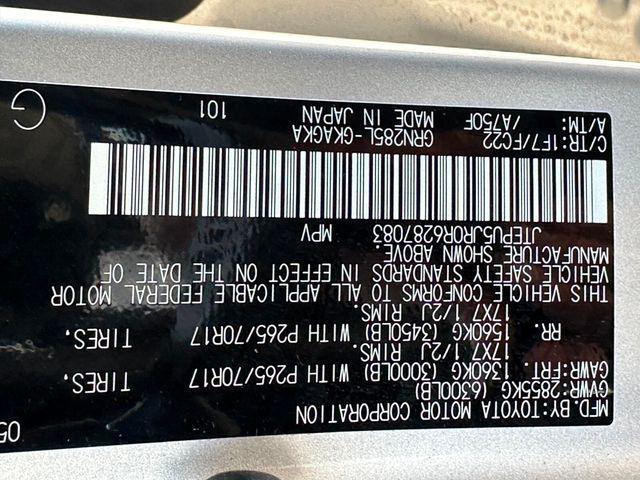 05
MFD.BY:TOYOTA MOTOR CORPORATION
GVWR: 2855KG (6300LB)
GAWR:FRT. 1360KG (3000LB) WITH P265/70R17 TIRES.
17X7 1/2J RIMS.
RR. 1560KG (3450LB) WITH P265/70R17 TIRES.
17X7 1/2J RIMS.
THIS VEHICLE CONFORMS TO ALL APPLICABLE FEDERAL MOTOR
VEHICLE SAFETY STANDARDS IN EFFECT ON THE DATE OF
MANUFACTURE SHOWN ABOVE.
JTEPU5JR0R6287083 MPV
C/TR:1F7/FC22 GRN285L-GKAGKA 101
A/TM: /A750F MADE IN JAPAN
G